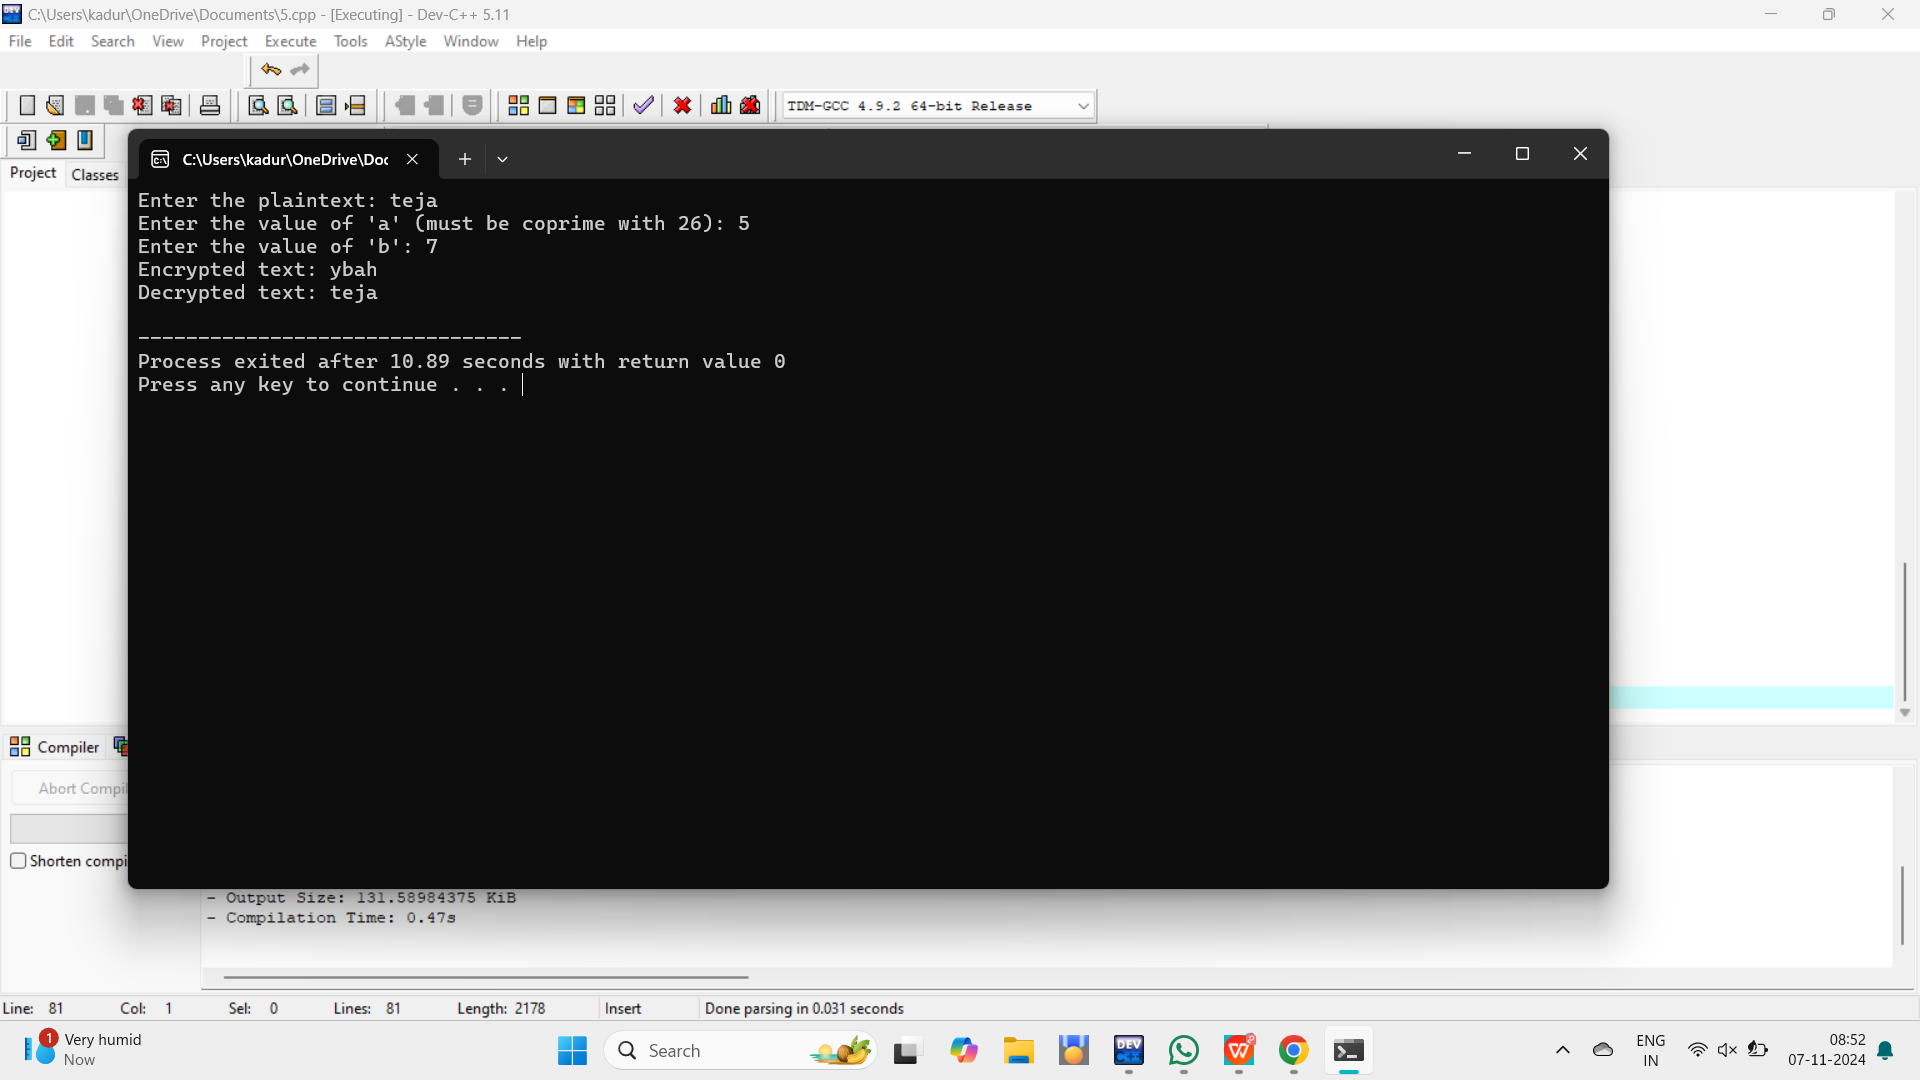 C:\Users\kadur\OneDrive\Documents\5.cpp - [Executing] - Dev-C++ 5.11
File Edit Search View Project Execute Tools AStyle Window Help
TDM-GCC 4.9.2 64-bit Release
Project Classes
C:\Users\kadur\OneDrive\Doc
Enter the plaintext: teja
Enter the value of 'a' (must be coprime with 26): 5
Enter the value of 'b': 7
Encrypted text: ybah
Decrypted text: teja
--------------------------------
Process exited after 10.89 seconds with return value 0
Press any key to continue . . .
Compiler
Abort Compil
Shorten compi
- Output Size: 131.58984375 KiB
- Compilation Time: 0.47s
Line: 81 Col: 1 Sel: 0 Lines: 81 Length: 2178 Insert Done parsing in 0.031 seconds
1 Very humid
Now
Search
DEV
ENG
IN
08:52
07-11-2024